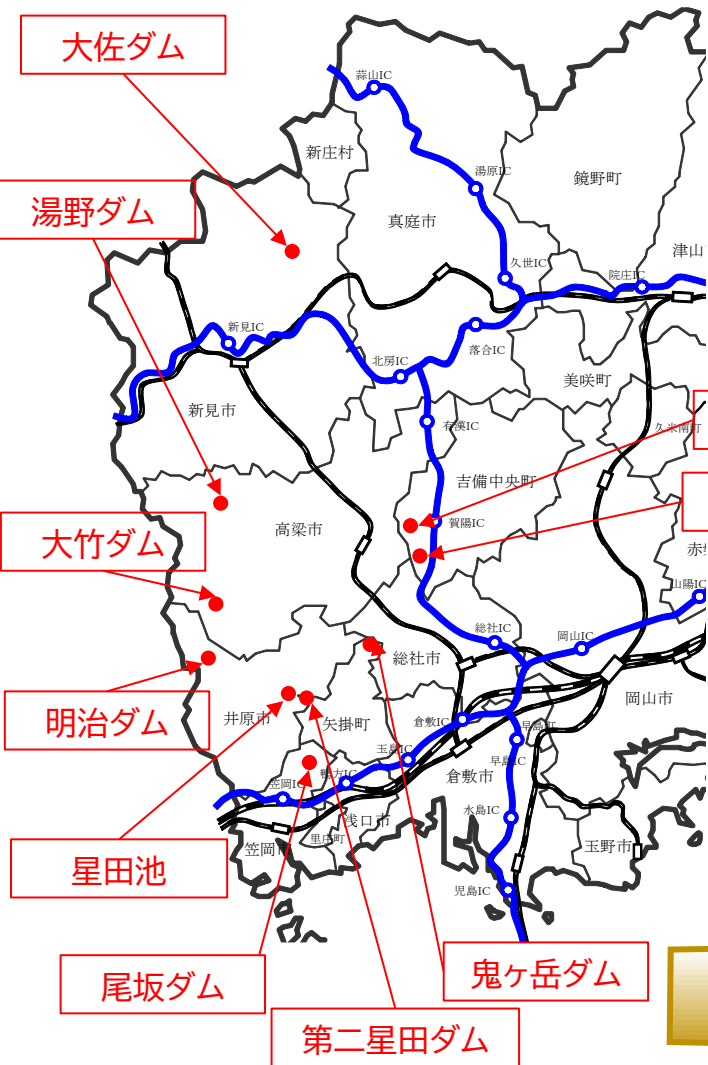 大佐ダム
蒜山IC
新庄村
湯原IC
鏡野町
湯野ダム
真庭市
津山
久世IC
院庄IC
新見IC
落合IC
北房IC
美咲町
新見市
有漢IC
久米南町
吉備中央町
高梁市
賀陽IC
大竹ダム
山陽IC
総社IC
岡山IC
総社市
明治ダム
井原市
矢掛町
倉敷IC
岡山市
早島町
玉島IC
早島IC
鴨方IC
倉敷市
笠岡IC
水島IC
浅口市
里庄町
笠岡市
玉野市
星田池
児島IC
尾坂ダム
鬼ヶ岳ダム
第二星田ダム